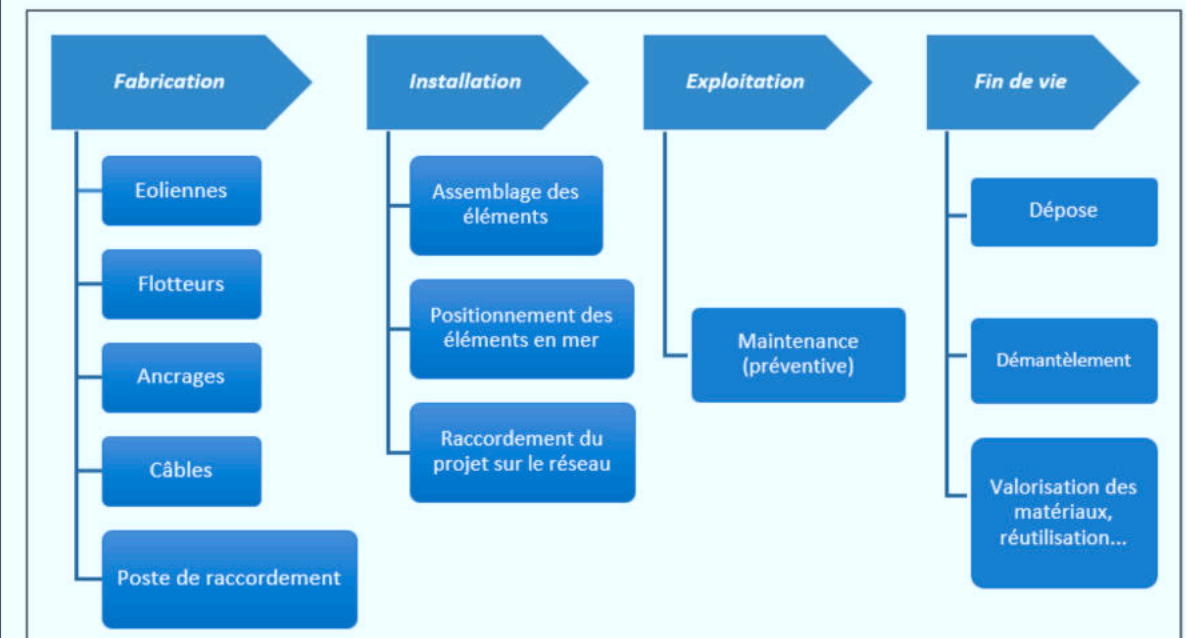 Fabrication
Eoliennes
Flotteurs
Ancrages
Câbles
Poste de raccordement
Installation
Assemblage des
éléments
Positionnement des
éléments en mer
Raccordement du
projet sur le réseau
Exploitation
Maintenance
(préventive)
Fin de vie
Dépose
Démantèlement
Valorisation des
matériaux,
réutilisation...